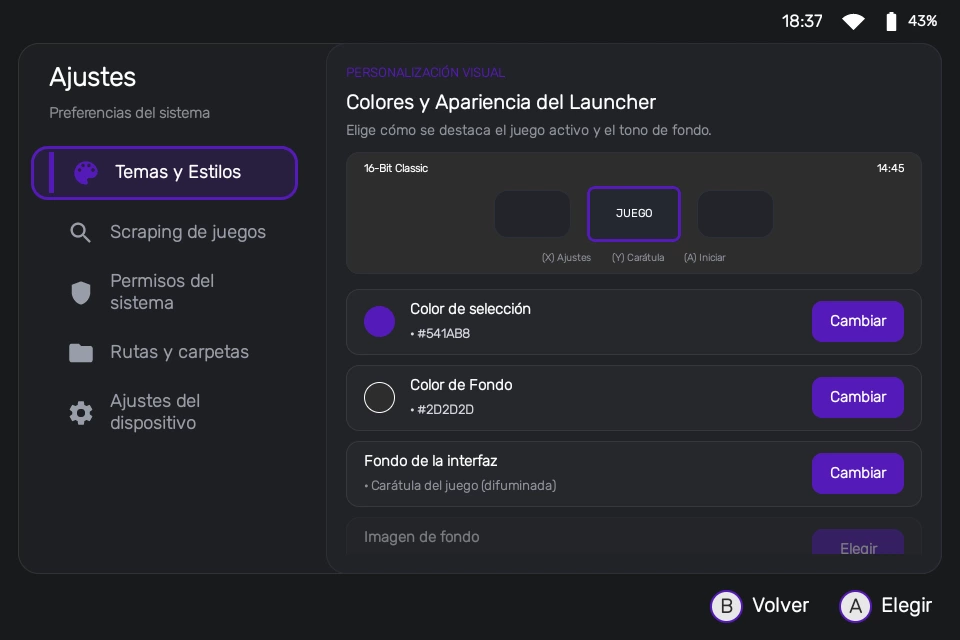 18:37
43%
Ajustes
Preferencias del sistema
Temas y Estilos
Scraping de juegos
Permisos del
sistema
Rutas y carpetas
Ajustes del
dispositivo
PERSONALIZACIÓN VISUAL
Colores y Apariencia del Launcher
Elige cómo se destaca el juego activo y el tono de fondo.
16-Bit Classic
14:45
JUEGO
(X) Ajustes
(Y) Carátula
(A) Iniciar
Color de selección
• #541AB8
Cambiar
Color de Fondo
• #2D2D2D
Cambiar
Fondo de la interfaz
• Carátula del juego (difuminada)
Cambiar
Imagen de fondo
Elegir
B Volver
A Elegir